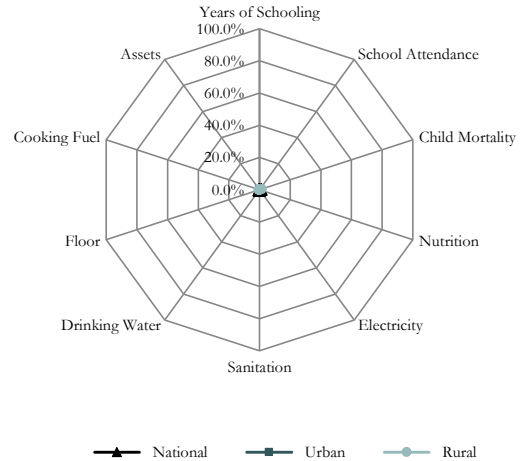 Years of Schooling
100.0%
Assets
School Attendance
80.0%
60.0%
40.0%
Cooking Fuel
Child Mortality
20.0%
0.0%
Floor
Nutrition
Drinking Water
Electricity
Sanitation
National Urban Rural